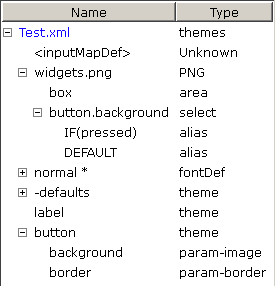 Name Type
Test.xml themes
<inputMapDef> Unknown
widgets.png PNG
box area
button.background select
IF(pressed) alias
DEFAULT alias
normal * fontDef
-defaults theme
label theme
button theme
background param-image
border param-border